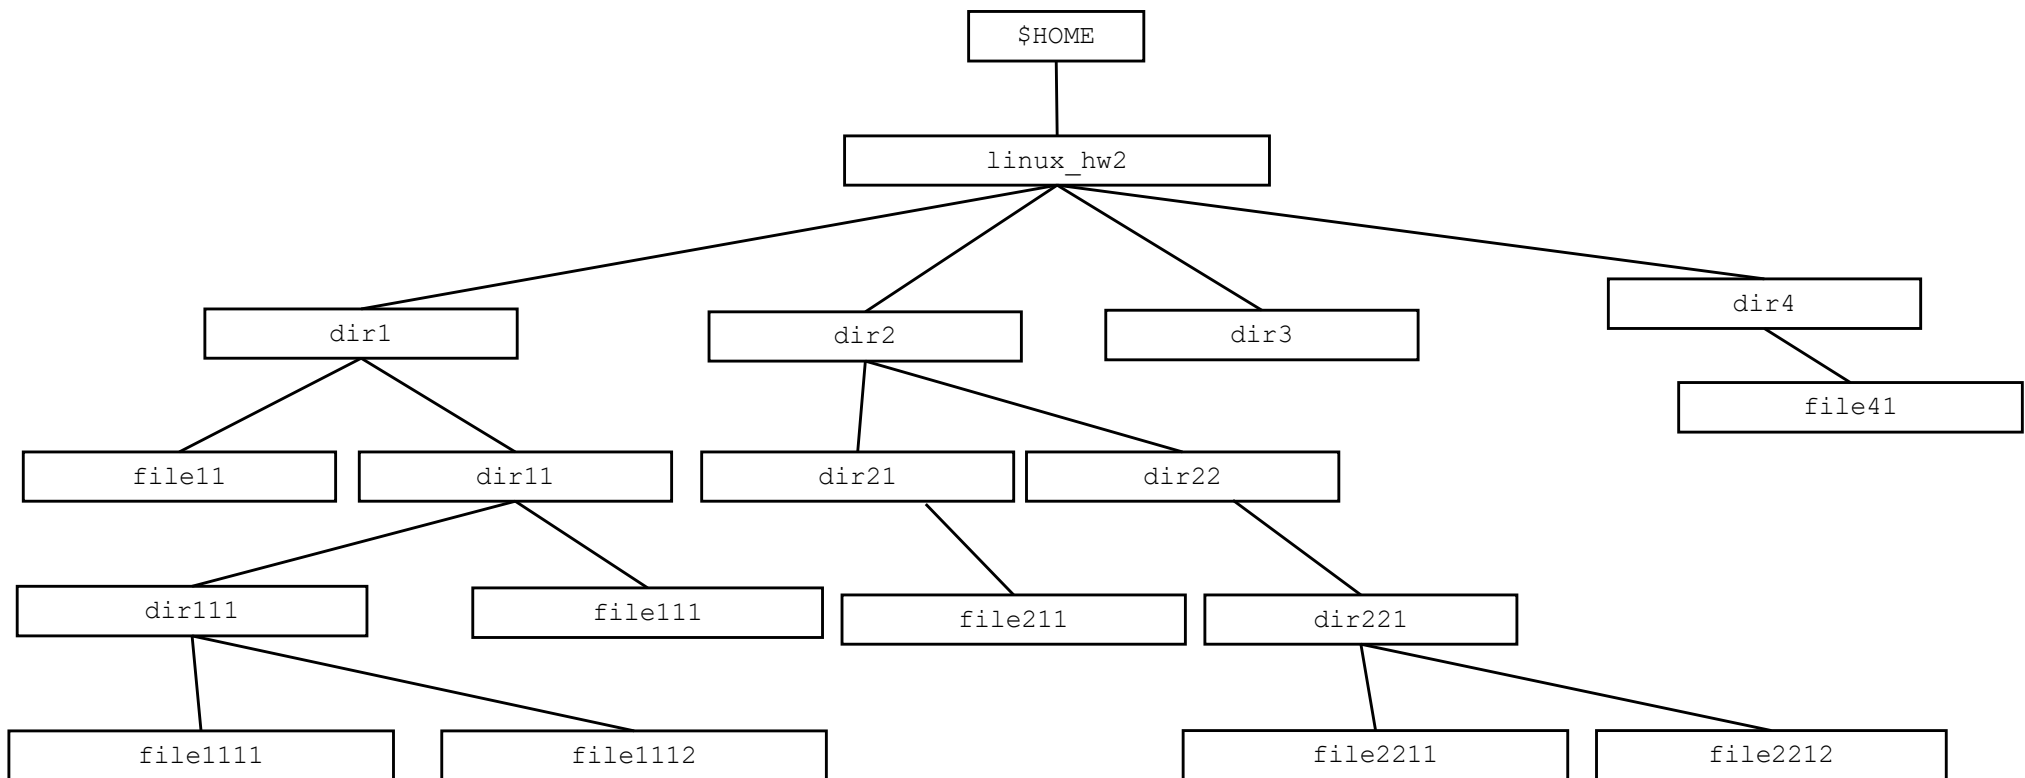 $HOME
linux_hw2
dir4
dir1
dir2
dir3
file41
file11
dir11
dir21
dir22
dir111
file111
file211
dir221
file1111
file1112
file2211
file2212